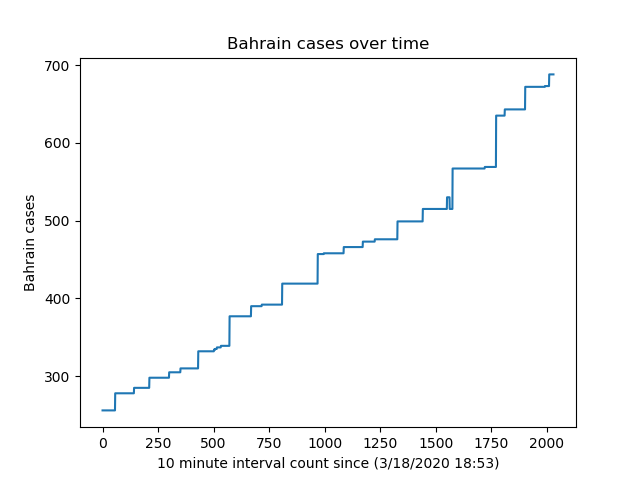 Bahrain cases over time
700
600
500
400
300
Bahrain cases
0 250 500 750 1000 1250 1500 1750 2000
10 minute interval count since (3/18/2020 18:53)